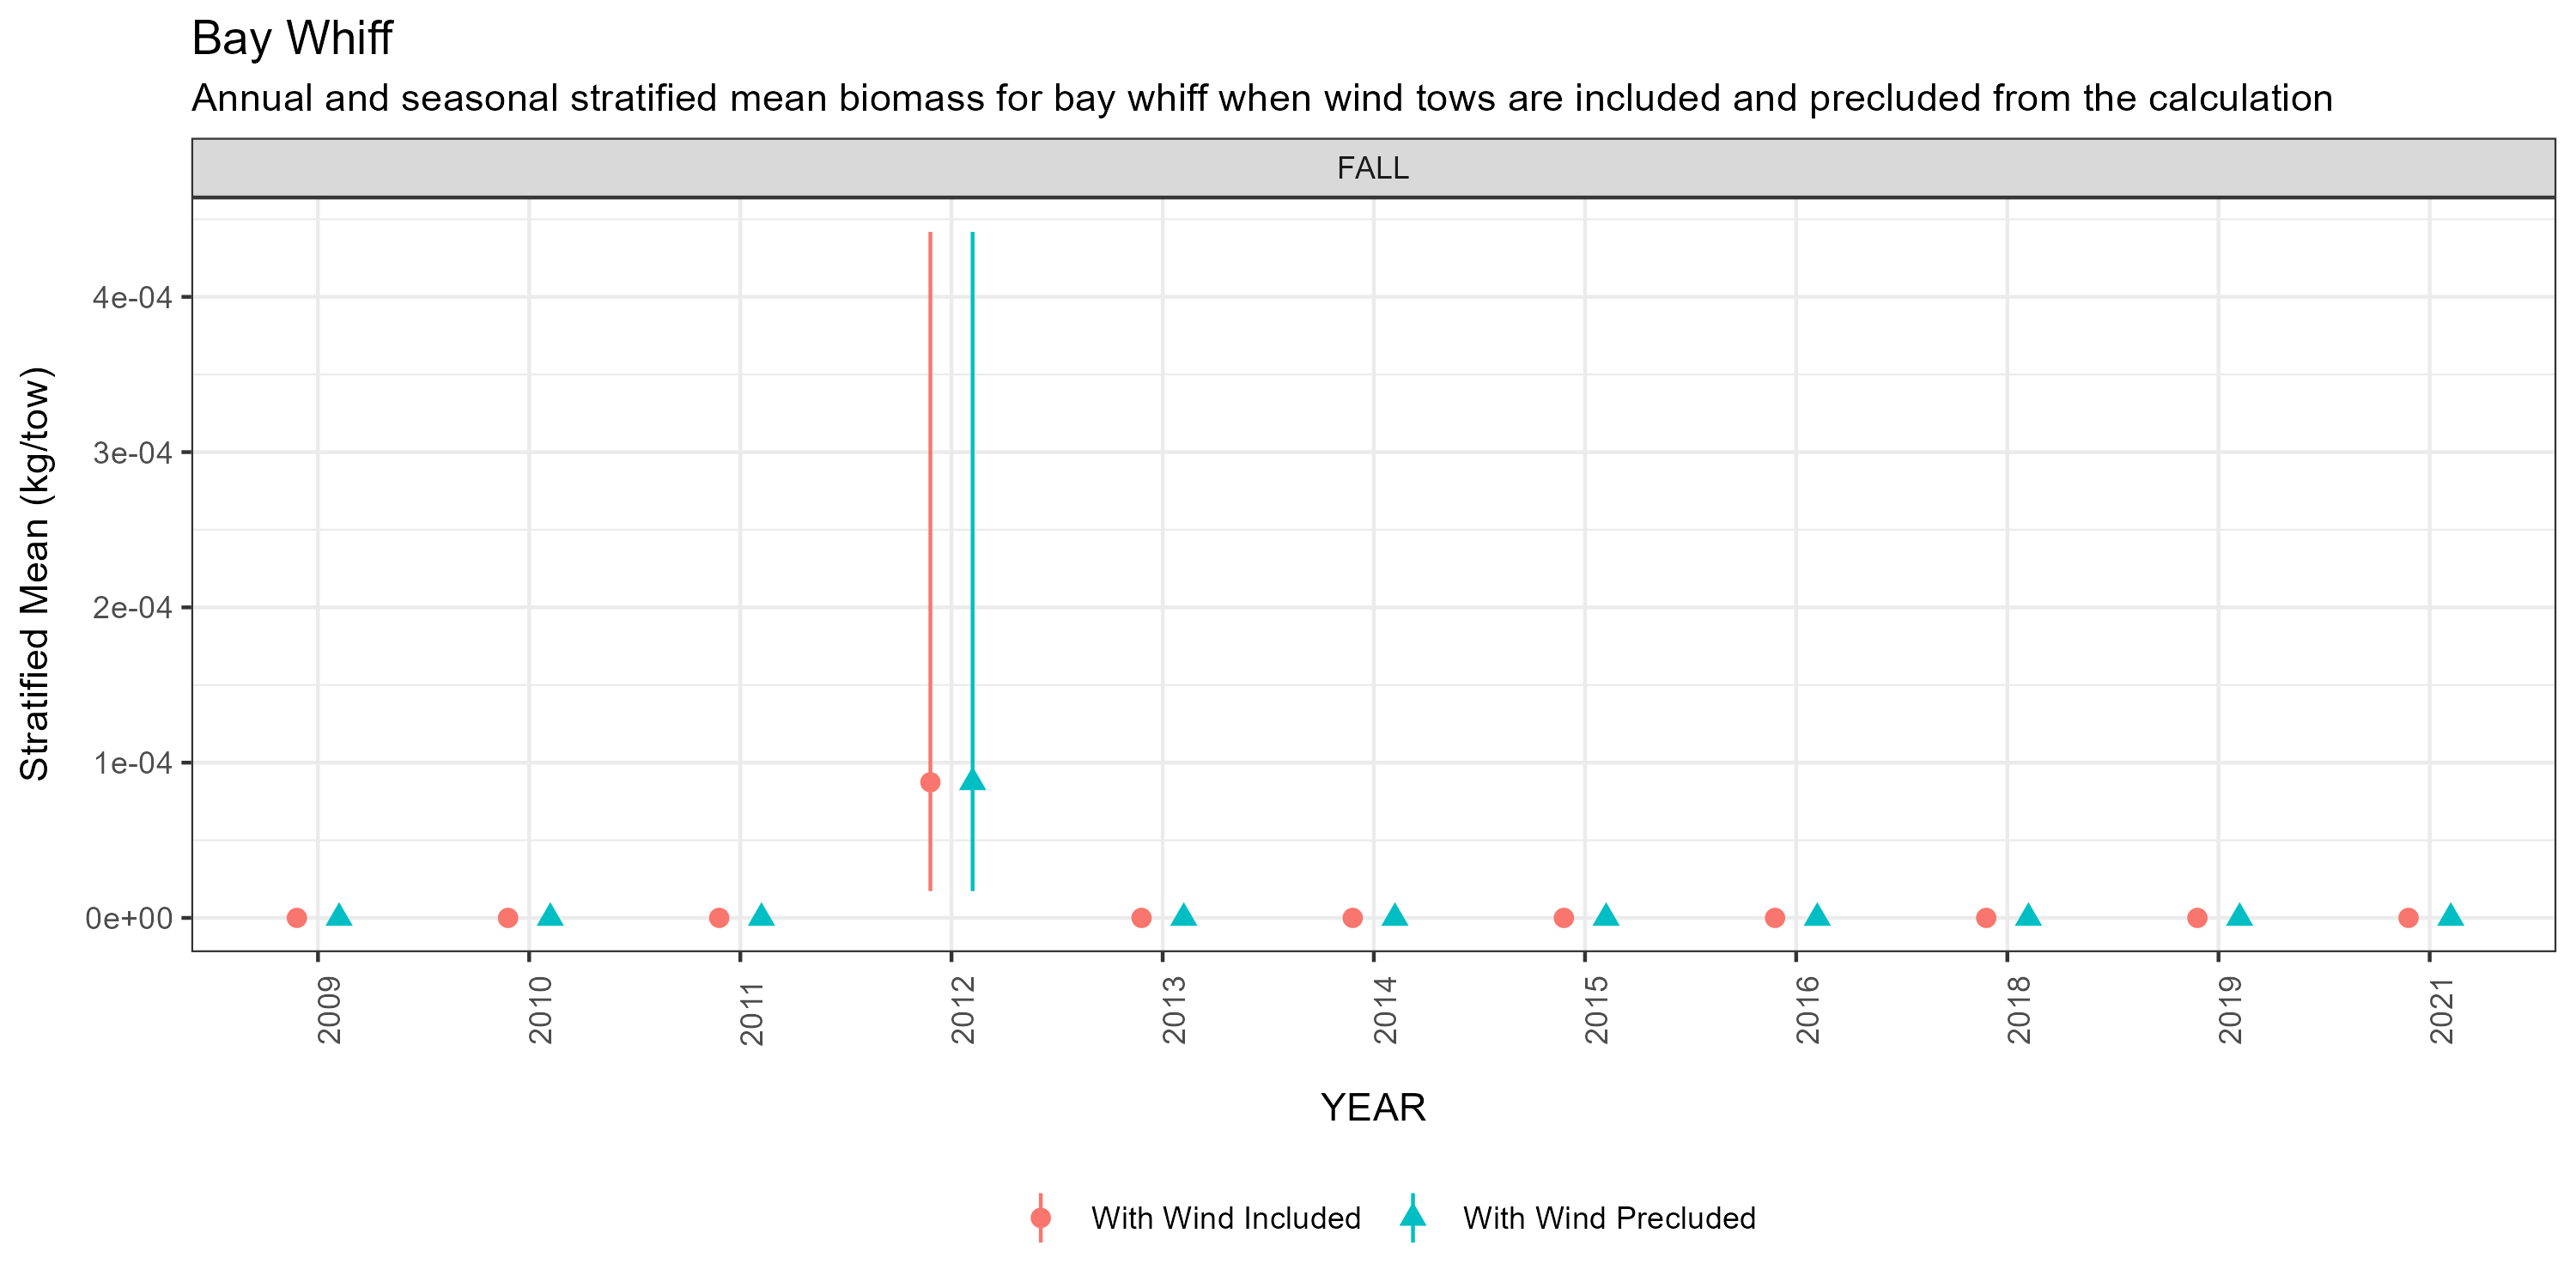 Bay Whiff
Annual and seasonal stratified mean biomass for bay whiff when wind tows are included and precluded from the calculation
FALL
Stratified Mean (kg/tow)
4e-04
3e-04
2e-04
1e-04
0e+00
2009
2010
2011
2012
2013
2014
2015
2016
2018
2019
2021
YEAR
With Wind Included
With Wind Precluded